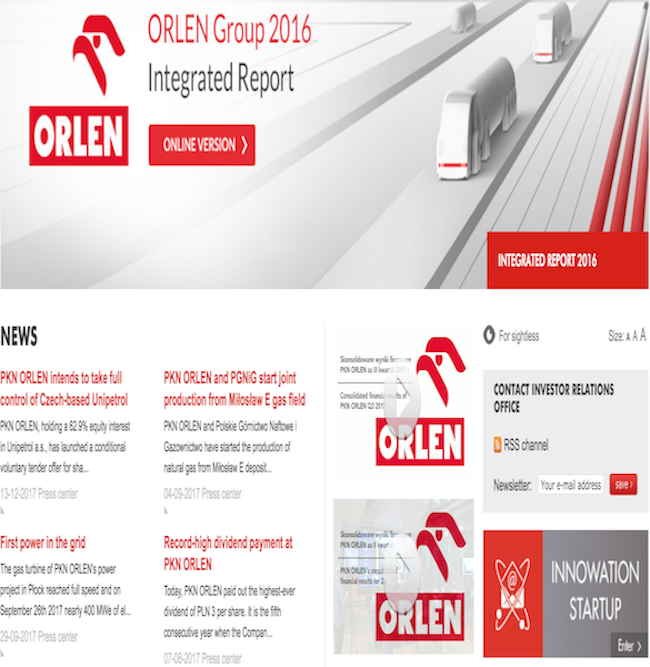 ORLEN Group 2016
Integrated Report
ORLEN
ONLINE VERSION
INTEGRATED REPORT 2016
NEWS
PKN ORLEN intends to take full
control of Czech-based Unipetrol
PKN ORLEN, holding a 62.9% equity interest
in Unipetrol a.s., has launched a conditional
voluntary tender offer for sha...
13-12-2017 Press center
PKN ORLEN and PGNiG start joint
production from Miłosław E gas field
PKN ORLEN and Polskie Górnictwo Naftowe i
Gazownictwo have started the production of
natural gas from Miłosław E deposit...
04-09-2017 Press center
First power in the grid
The gas turbine of PKN ORLEN's power
project in Płock reached full speed and on
September 26th 2017 nearly 400 MWe of el...
29-09-2017 Press center
Record-high dividend payment at
PKN ORLEN
Today, PKN ORLEN paid out the highest-ever
dividend of PLN 3 per share. It is the fifth
consecutive year when the Compan...
07-08-2017 Press center
Skonsolidowane wyniki
PKN ORLEN za
Consolidated financial results of
PKN ORLEN Q3
ORLEN
Skonsolidowane wyniki
PKN ORLEN za II
PKN ORLEN's
financial results for 2
ORLEN
For sightless
Size: A A A
CONTACT INVESTOR RELATIONS
OFFICE
RSS channel
Newsletter: Your e-mail address save
INNOWATION
STARTUP
Enter